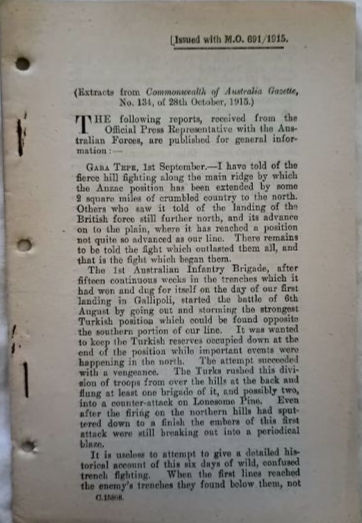 [Issued with M.O. 691/1915.
(Extracts from Commonwealth of Australia Gazette,
No. 134, of 28th October, 1915.)
THE following reports, received from the
Official Press Representative with the Aus-
tralian Forces, are published for general infor-
mation:—
GABA TEPE, 1st September.—I have told of the
fierce hill fighting along the main ridge by which
the Anzac position has been extended by some
2 square miles of crumbled country to the north.
Others who saw it told of the landing of the
British force still further north, and its advance
on to the plain, where it has reached a position
not quite so advanced as our line. There remains
to be told the fight which outlasted them all, and
that is the fight which began them.
The 1st Australian Infantry Brigade, after
fifteen continuous weeks in the trenches which it
had won and dug for itself on the day of our first
landing in Gallipoli, started the battle of 6th
August by going out and storming the strongest
Turkish position which could be found opposite
the southern portion of our line. It was wanted
to keep the Turkish reserves occupied down at the
end of the position while important events were
happening in the north. The attempt succeeded
with a vengeance. The Turks rushed this divi-
sion of troops from over the hills at the back and
flung at least one brigade of it, and possibly two,
into a counter-attack on Lonesome Pine. Even
after the firing on the northern hills had sput-
tered down to a finish the embers of this first
attack were still breaking out into a periodical
blaze.
It is useless to attempt to give a detailed his-
torical account of this six days of wild, confused
trench fighting. When the first lines reached
the enemy's trenches they found below them, not